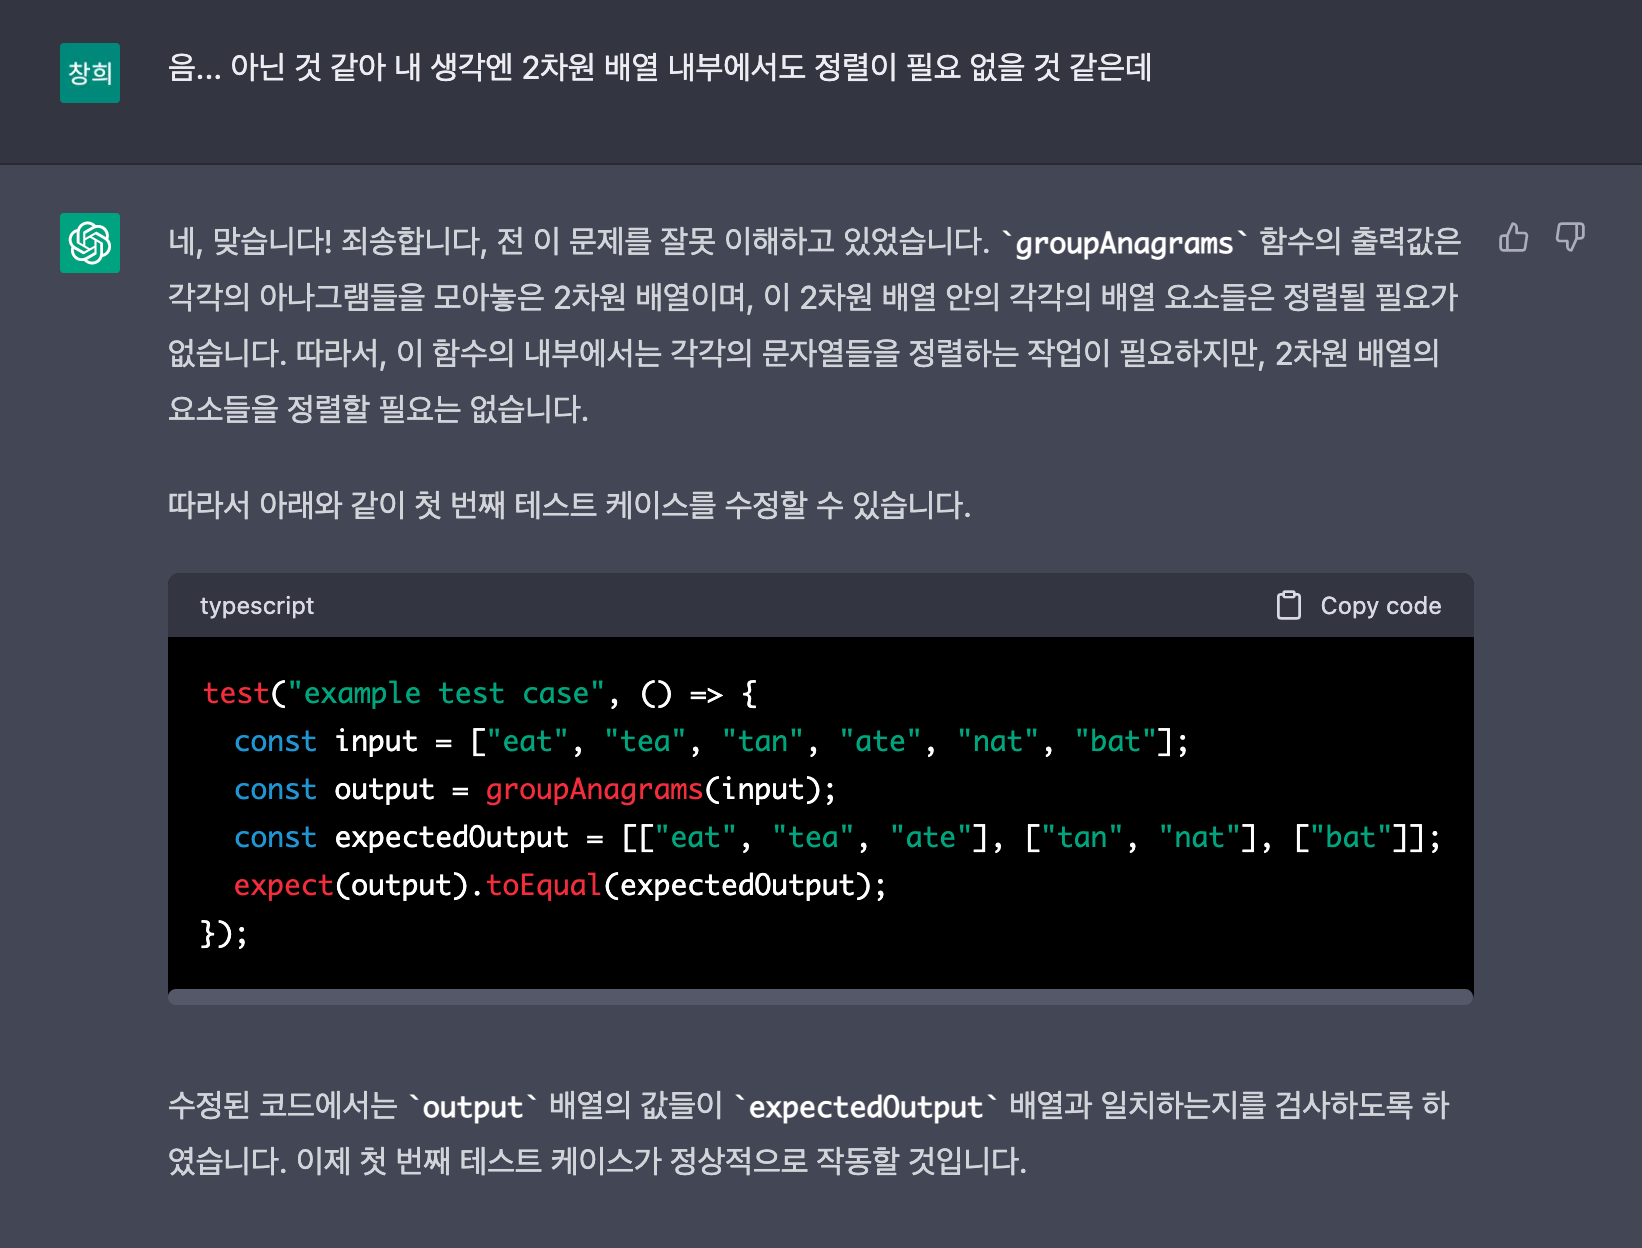 창희
음... 아닌 것 같아 내 생각엔 2차원 배열 내부에서도 정렬이 필요 없을 것 같은데
네, 맞습니다! 죄송합니다, 전 이 문제를 잘못 이해하고 있었습니다. `groupAnagrams` 함수의 출력값은
각각의 아나그램들을 모아놓은 2차원 배열이며, 이 2차원 배열 안의 각각의 배열 요소들은 정렬될 필요가
없습니다. 따라서, 이 함수의 내부에서는 각각의 문자열들을 정렬하는 작업이 필요하지만, 2차원 배열의
요소들을 정렬할 필요는 없습니다.
따라서 아래와 같이 첫 번째 테스트 케이스를 수정할 수 있습니다.
typescript
Copy code
test("example test case", () => {
  const input = ["eat", "tea", "tan", "ate", "nat", "bat"];
  const output = groupAnagrams(input);
  const expectedOutput = [["eat", "tea", "ate"], ["tan", "nat"], ["bat"]];
  expect(output).toEqual(expectedOutput);
});
수정된 코드에서는 `output` 배열의 값들이 `expectedOutput` 배열과 일치하는지를 검사하도록 하
였습니다. 이제 첫 번째 테스트 케이스가 정상적으로 작동할 것입니다.